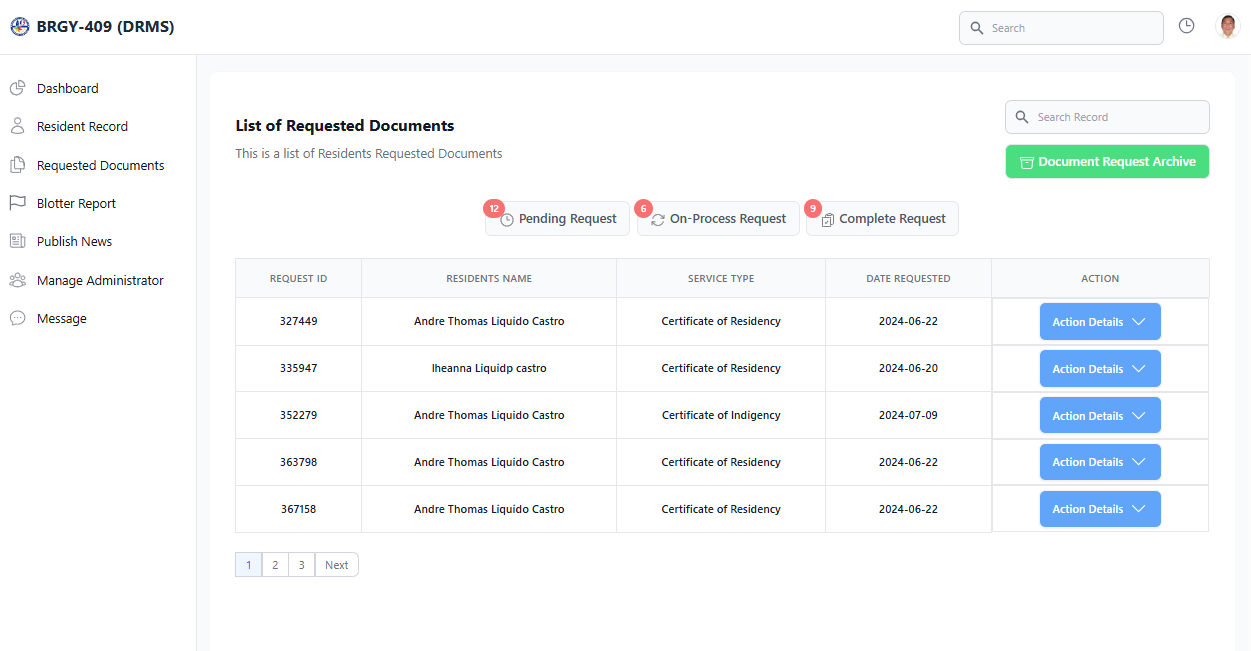 BRGY-409 (DRMS)
Search
Dashboard
Resident Record
Requested Documents
Blotter Report
Publish News
Manage Administrator
Message
List of Requested Documents
This is a list of Residents Requested Documents
Search Record
Document Request Archive
12 Pending Request
6 On-Process Request
9 Complete Request
REQUEST ID RESIDENTS NAME SERVICE TYPE DATE REQUESTED ACTION
327449 Andre Thomas Liquido Castro Certificate of Residency 2024-06-22 Action Details
335947 Iheanna Liquidp castro Certificate of Residency 2024-06-20 Action Details
352279 Andre Thomas Liquido Castro Certificate of Indigency 2024-07-09 Action Details
363798 Andre Thomas Liquido Castro Certificate of Residency 2024-06-22 Action Details
367158 Andre Thomas Liquido Castro Certificate of Residency 2024-06-22 Action Details
1 2 3 Next